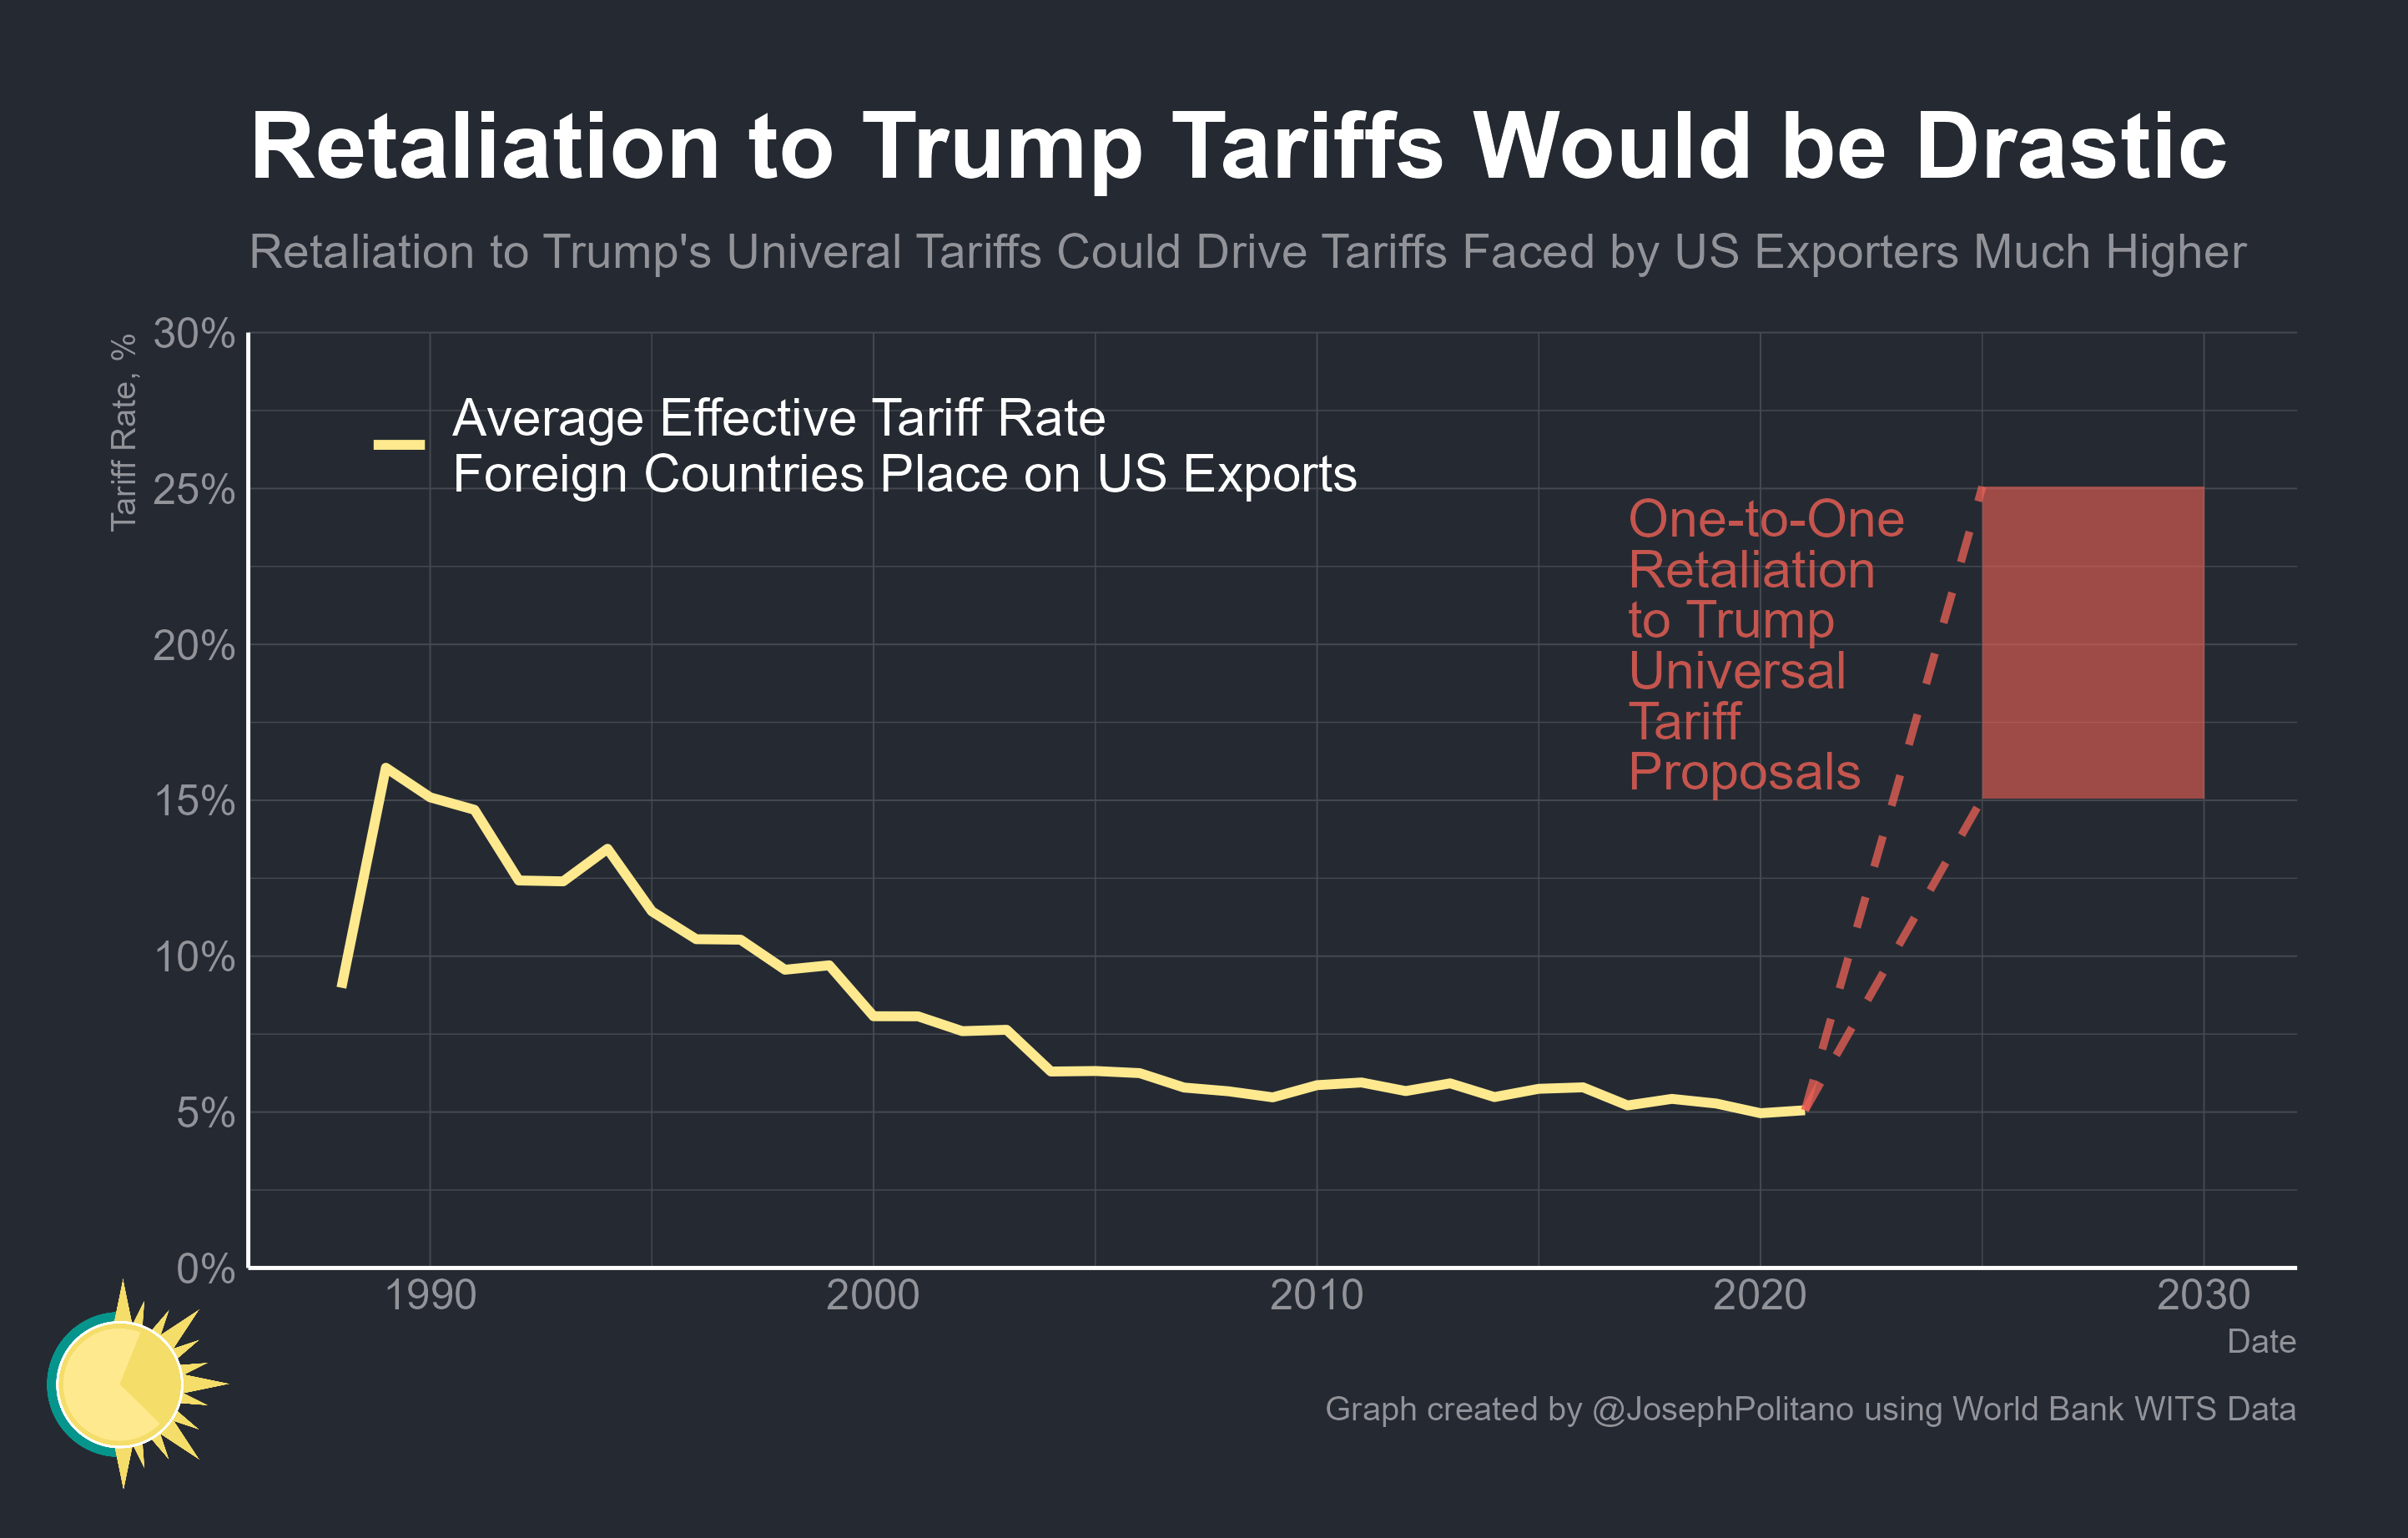 Retaliation to Trump Tariffs Would be Drastic
Retaliation to Trump's Univeral Tariffs Could Drive Tariffs Faced by US Exporters Much Higher
Tariff Rate, %
30%
25%
20%
15%
10%
5%
0%
Average Effective Tariff Rate
Foreign Countries Place on US Exports
One-to-One
Retaliation
to Trump
Universal
Tariff
Proposals
1990
2000
2010
2020
2030
Date
Graph created by @JosephPolitano using World Bank WITS Data